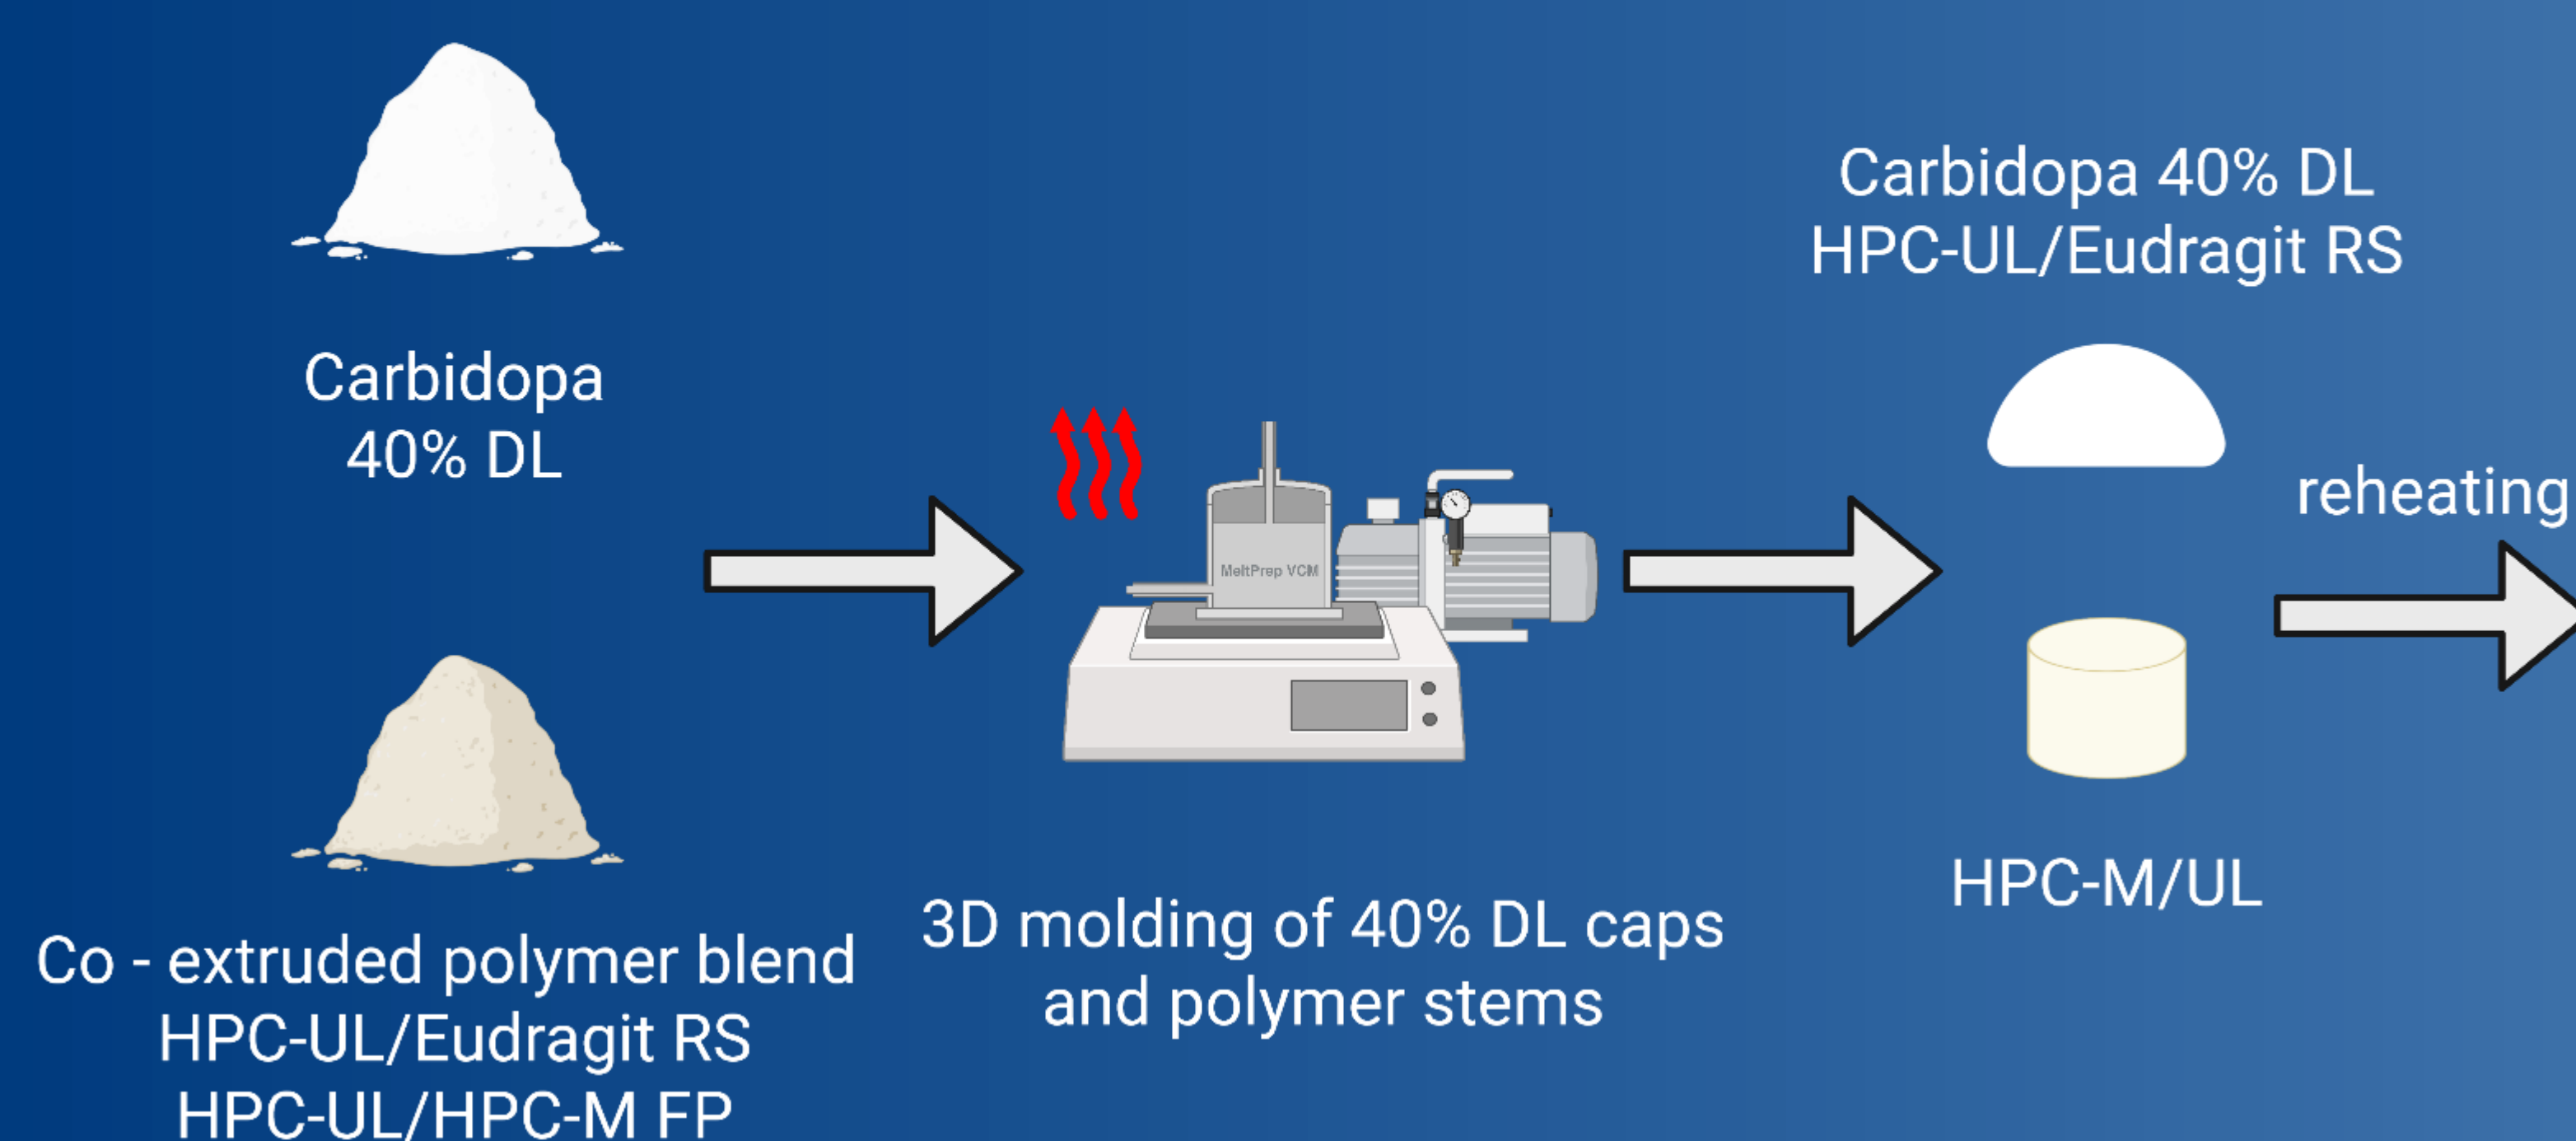 Carbidopa
40% DL
Co - extruded polymer blend
HPC-UL/Eudragit RS
HPC-UL/HPC-M FP
MeltPrep VCM
3D molding of 40% DL caps
and polymer stems
Carbidopa 40% DL
HPC-UL/Eudragit RS
HPC-M/UL
reheating